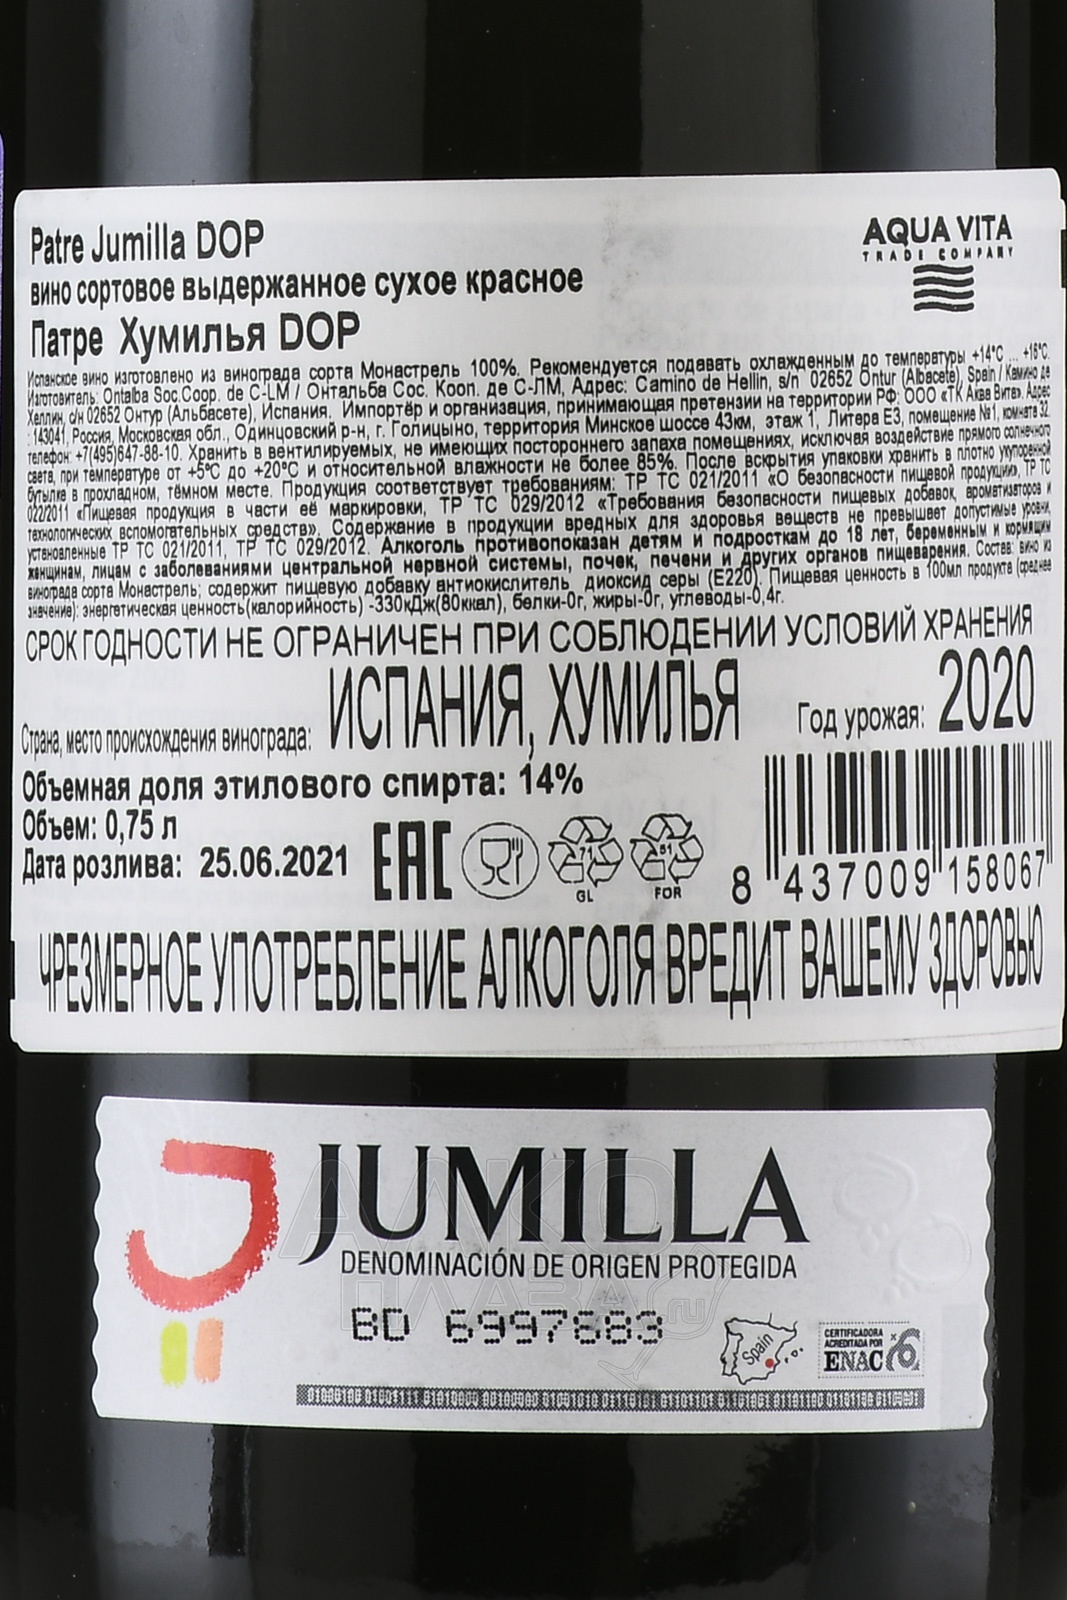 Patre Jumilla DOP
AQUA VITA
TRADE COMPANY
вино сортовое выдержанное сухое красное
Патре Хумилья DOP
Испанское вино изготовлено из винограда сорта Монастрель 100%. Рекомендуется подавать охлажденным до температуры +14°C ... +16°C.
Изготовитель: Ontalba Soc.Coop. de C-LM / Онтальба Сос. Кооп. де С-ЛМ, Адрес: Camino de Hellin, s/n 02652 Ontur (Albacete), Spain / Камино де
Хеллин, с/н 02652 Онтур (Альбасете), Испания. Импортёр и организация, принимающая претензии на территории РФ: ООО «ТК Аква Вита». Адрес
: 143041, Россия, Московская обл., Одинцовский р-н, г. Голицыно, территория Минское шоссе 43км, этаж 1, Литера Е3, помещение №1, комната 32
телефон: +7(495)647-88-10. Хранить в вентилируемых, не имеющих постороннего запаха помещениях, исключая воздействие прямого солнечного
света, при температуре от +5°C до +20°C и относительной влажности не более 85%. После вскрытия упаковки хранить в плотно укупоренной
бутылке в прохладном, тёмном месте. Продукция соответствует требованиям: ТР ТС 021/2011 «О безопасности пищевой продукции», ТР ТС
022/2011 «Пищевая продукция в части её маркировки, ТР ТС 029/2012 «Требования безопасности пищевых добавок, ароматизаторов и
технологических вспомогательных средств». Содержание в продукции вредных для здоровья веществ не превышает допустимые уровни,
установленные ТР ТС 021/2011, ТР ТС 029/2012. Алкоголь противопоказан детям и подросткам до 18 лет, беременным и кормящим
женщинам, лицам с заболеваниями центральной нервной системы, почек, печени и других органов пищеварения. Состав: вино из
винограда сорта Монастрель; содержит пищевую добавку антиокислитель диоксид серы (Е220). Пищевая ценность в 100мл продукта (среднее
значение): энергетическая ценность(калорийность) -330кДж(80ккал), белки-0г, жиры-0г, углеводы-0,4г.
СРОК ГОДНОСТИ НЕ ОГРАНИЧЕН ПРИ СОБЛЮДЕНИИ УСЛОВИЙ ХРАНЕНИЯ
Страна, место происхождения винограда: ИСПАНИЯ, ХУМИЛЬЯ Год урожая: 2020
Объемная доля этилового спирта: 14%
Объем: 0,75 л
Дата розлива: 25.06.2021
EAC
71
GL
51
FOR
8 437009 158067
ЧРЕЗМЕРНОЕ УПОТРЕБЛЕНИЕ АЛКОГОЛЯ ВРЕДИТ ВАШЕМУ ЗДОРОВЬЮ
JUMILLA
DENOMINACIÓN DE ORIGEN PROTEGIDA
BD 6997683
Spain
CERTIFICADORA
ACREDITADA POR
ENAC
АЛКО
ПЛАЗА.ru